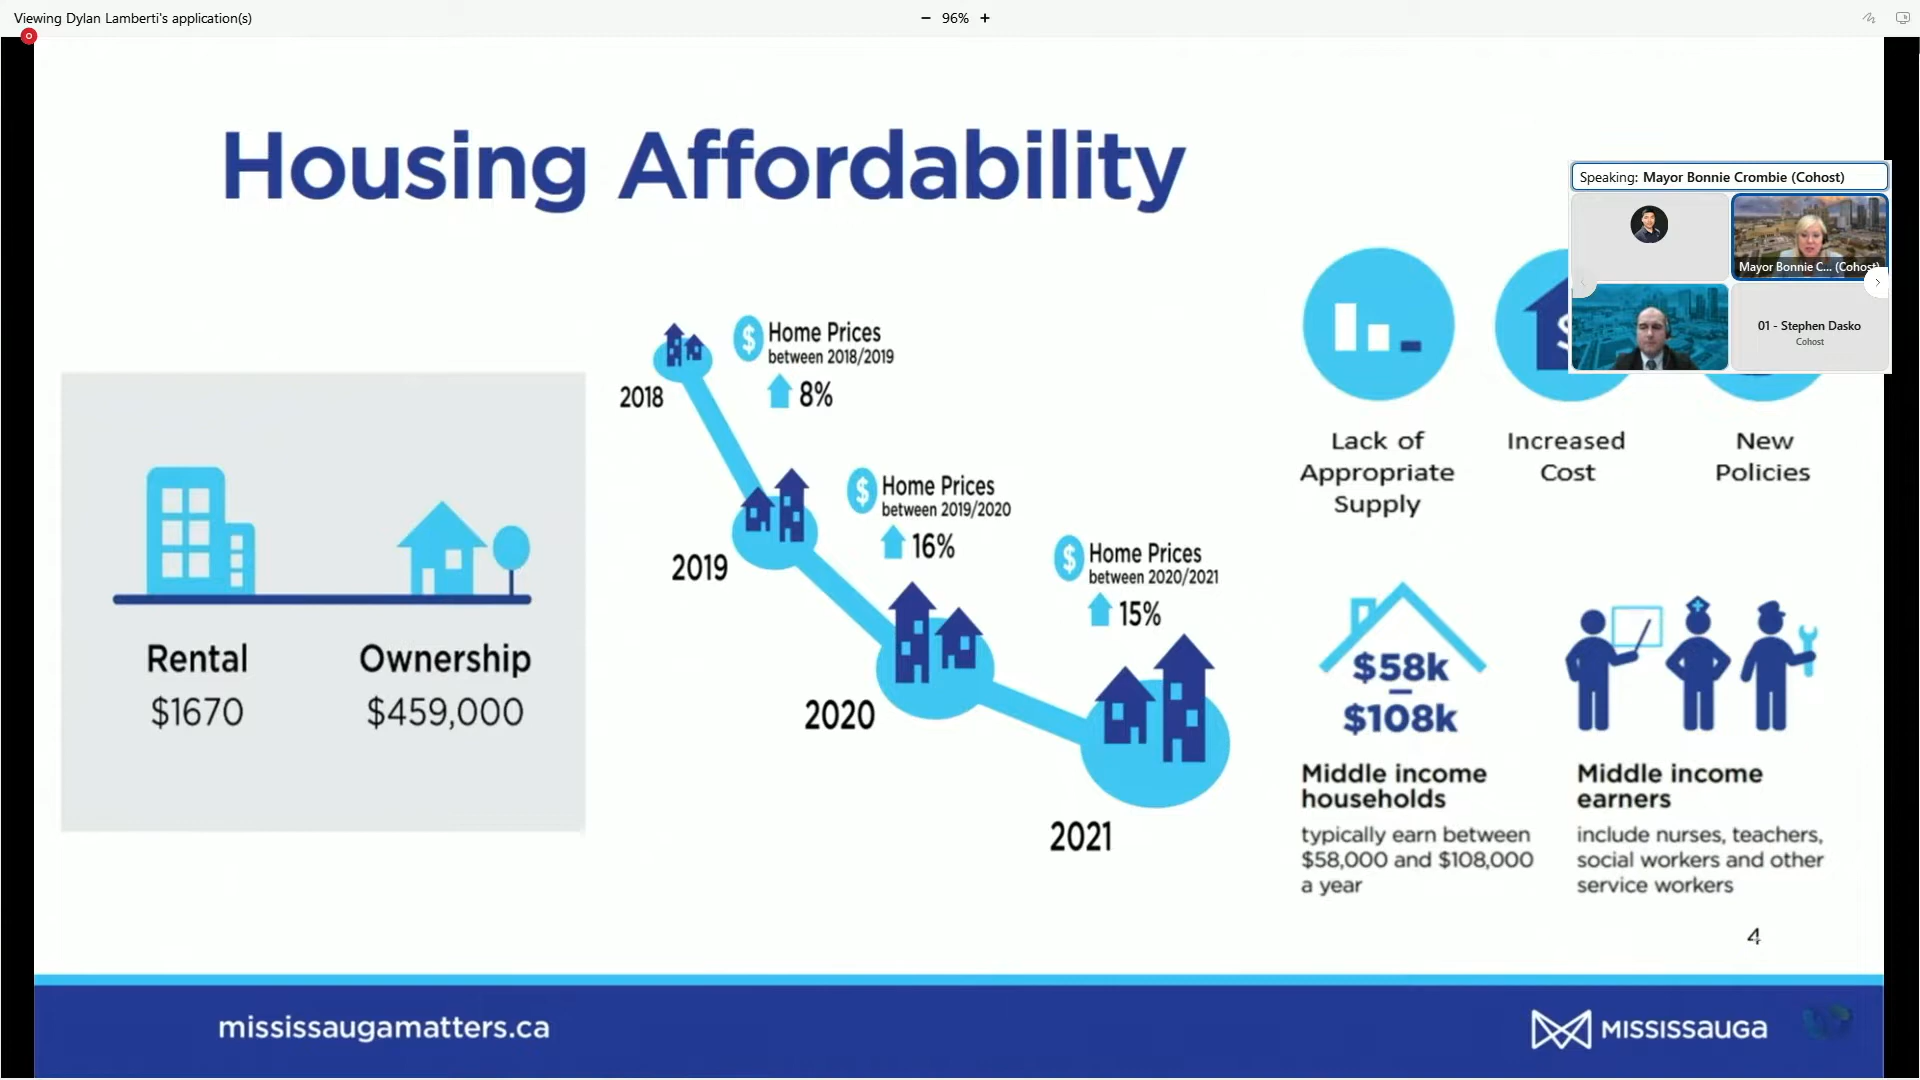 Viewing Dylan Lamberti's application(s)
96%
Housing Affordability
Speaking: Mayor Bonnie Crombie (Cohost)
Mayor Bonnie C... (Cohost)
01 - Stephen Dasko
Cohost
Rental
$1670
Ownership
$459,000
2018
$ Home Prices
between 2018/2019
8%
2019
$ Home Prices
between 2019/2020
16%
2020
$ Home Prices
between 2020/2021
15%
2021
Lack of
Appropriate
Supply
Increased
Cost
New
Policies
$58k
–
$108k
Middle income
households
typically earn between
$58,000 and $108,000
a year
Middle income
earners
include nurses, teachers,
social workers and other
service workers
4
mississaugamatters.ca
MISSISSAUGA